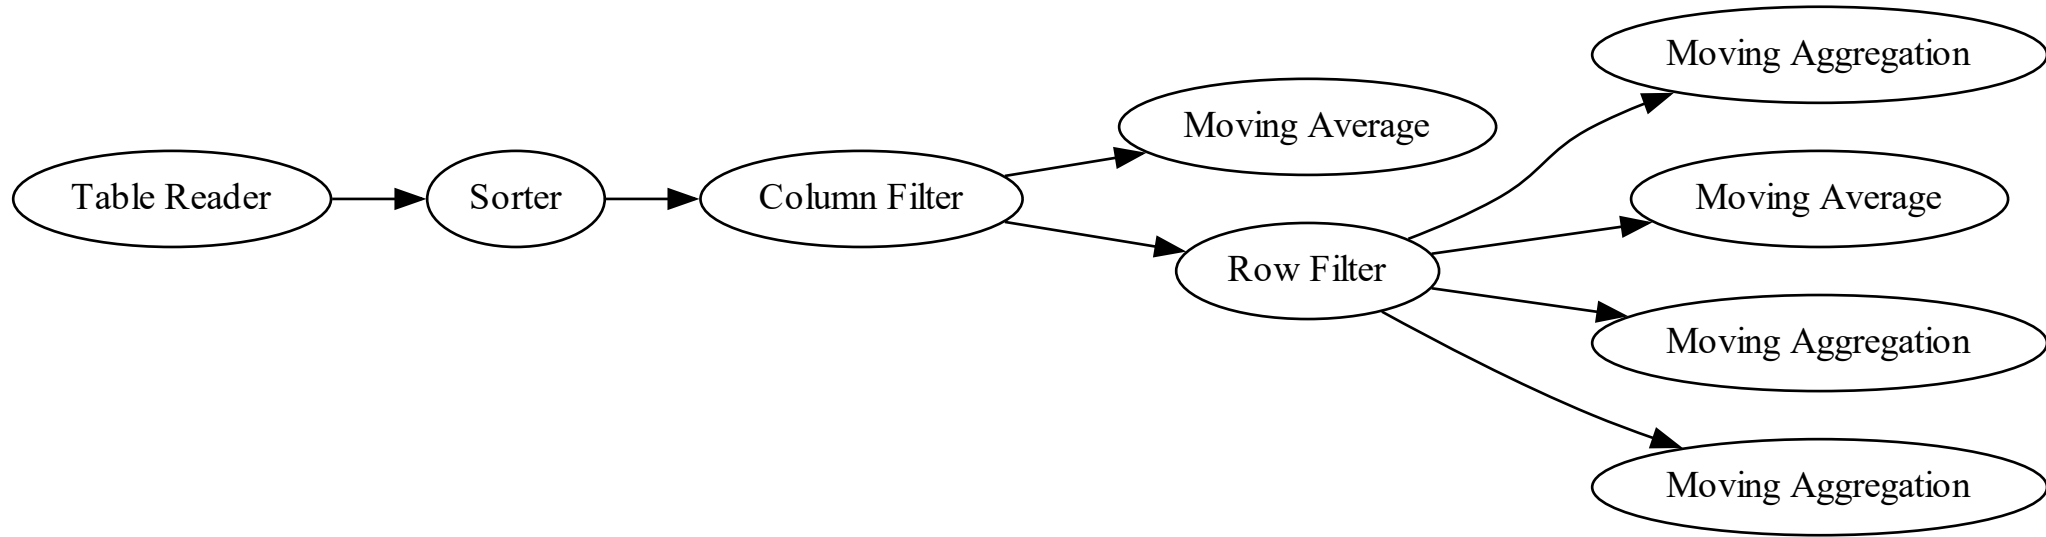 Table Reader
Sorter
Column Filter
Moving Average
Row Filter
Moving Aggregation
Moving Average
Moving Aggregation
Moving Aggregation